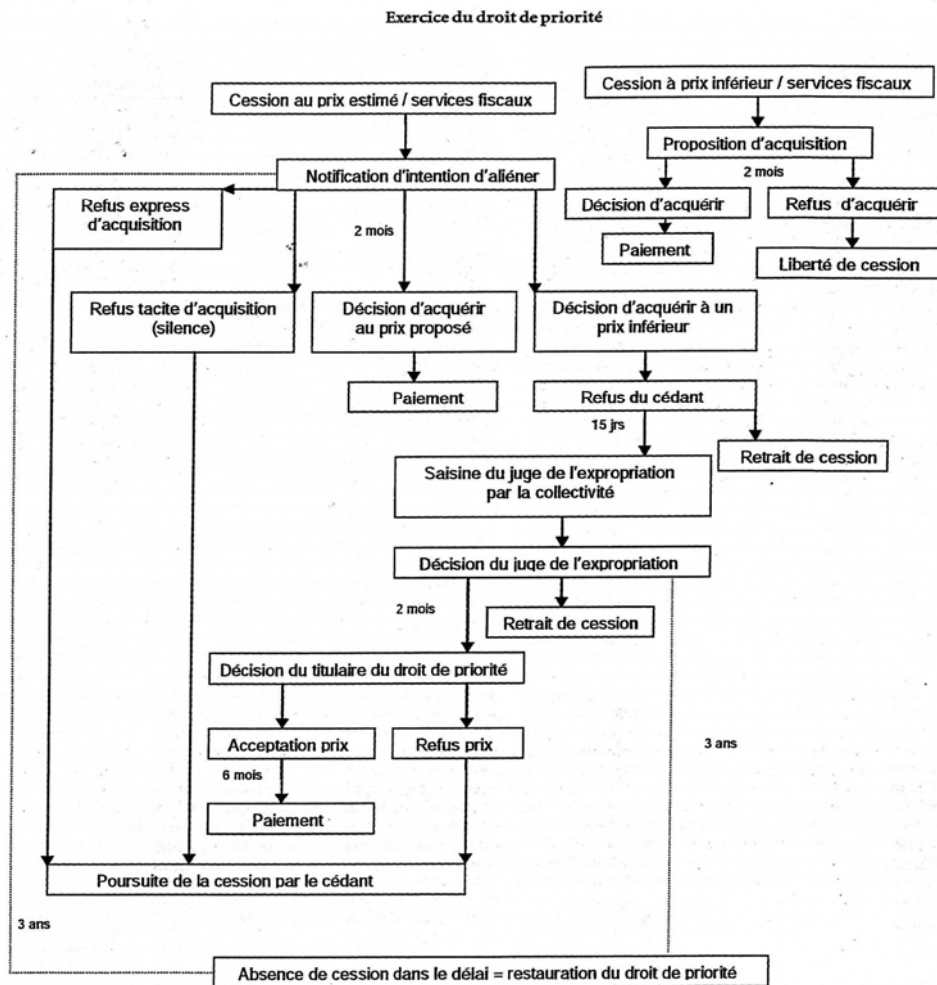 Exercice du droit de priorité
Cession au prix estimé / services fiscaux
Cession à prix inférieur / services fiscaux
Proposition d'acquisition
Notification d'intention d'aliéner
2 mois
Refus express
d'acquisition
Décision d'acquérir
Refus d'acquérir
2 mois
Paiement
Liberté de cession
Refus tacite d'acquisition
(silence)
Décision d'acquérir
au prix proposé
Décision d'acquérir à un
prix inférieur
Paiement
Refus du cédant
15 jrs
Retrait de cession
Saisine du juge de l'expropriation
par la collectivité
Décision du juge de l'expropriation
2 mois
Retrait de cession
Décision du titulaire du droit de priorité
Acceptation prix
Refus prix
3 ans
6 mois
Paiement
Poursuite de la cession par le cédant
3 ans
Absence de cession dans le délai = restauration du droit de priorité